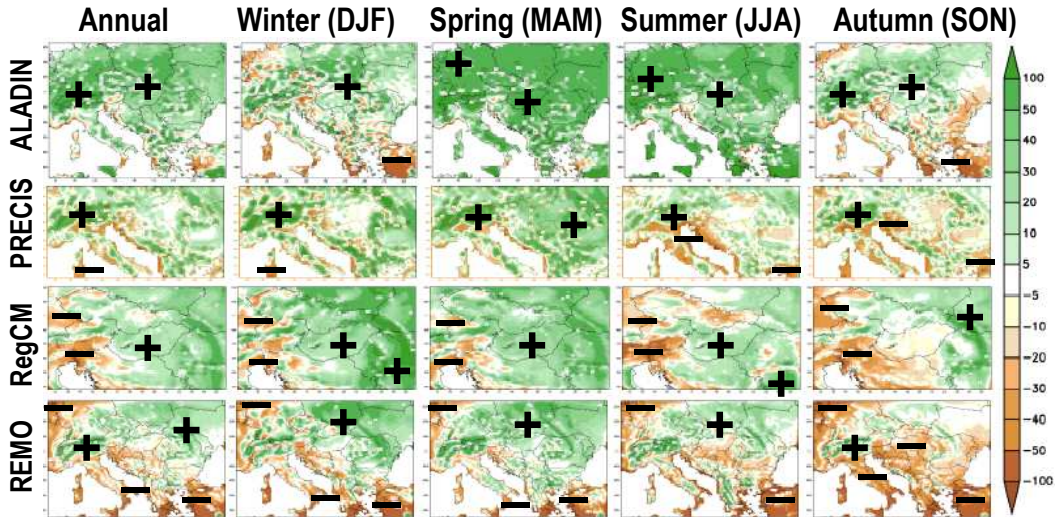 Annual Winter (DJF) Spring (MAM) Summer (JJA) Autumn (SON)
ALADIN
PRECIS
RegCM
REMO
100
50
40
30
20
10
5
−5
−10
−20
−30
−40
−50
−100